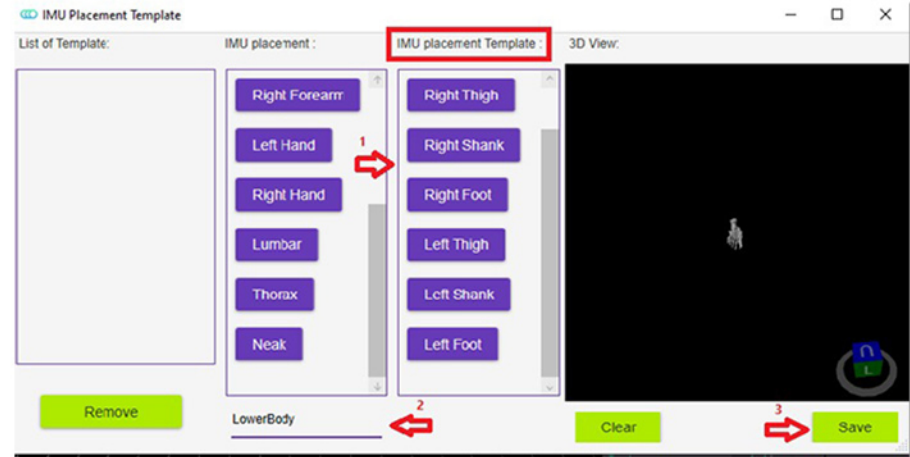 IMU Placement Template
List of Template:
IMU placement :
IMU placement Template :
3D View:
Right Forearm
Left Hand
Right Hand
Lumbar
Thorax
Neak
1
Right Thigh
Right Shank
Right Foot
Left Thigh
Left Shank
Left Foot
Remove
LowerBody
2
Clear
3
Save
L